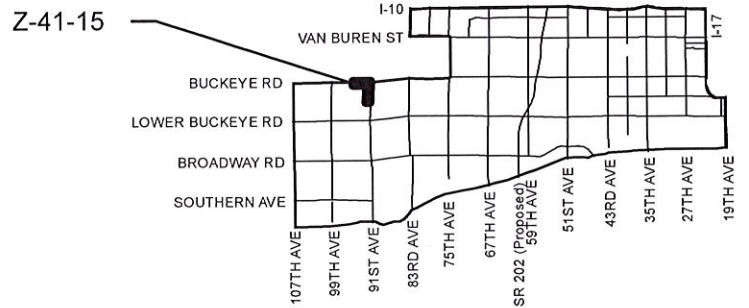 Z-41-15
I-10
VAN BUREN ST
I-17
BUCKEYE RD
LOWER BUCKEYE RD
BROADWAY RD
SOUTHERN AVE
107TH AVE
99TH AVE
91ST AVE
83RD AVE
75TH AVE
67TH AVE
SR 202 (Proposed)
59TH AVE
51ST AVE
43RD AVE
35TH AVE
27TH AVE
19TH AVE